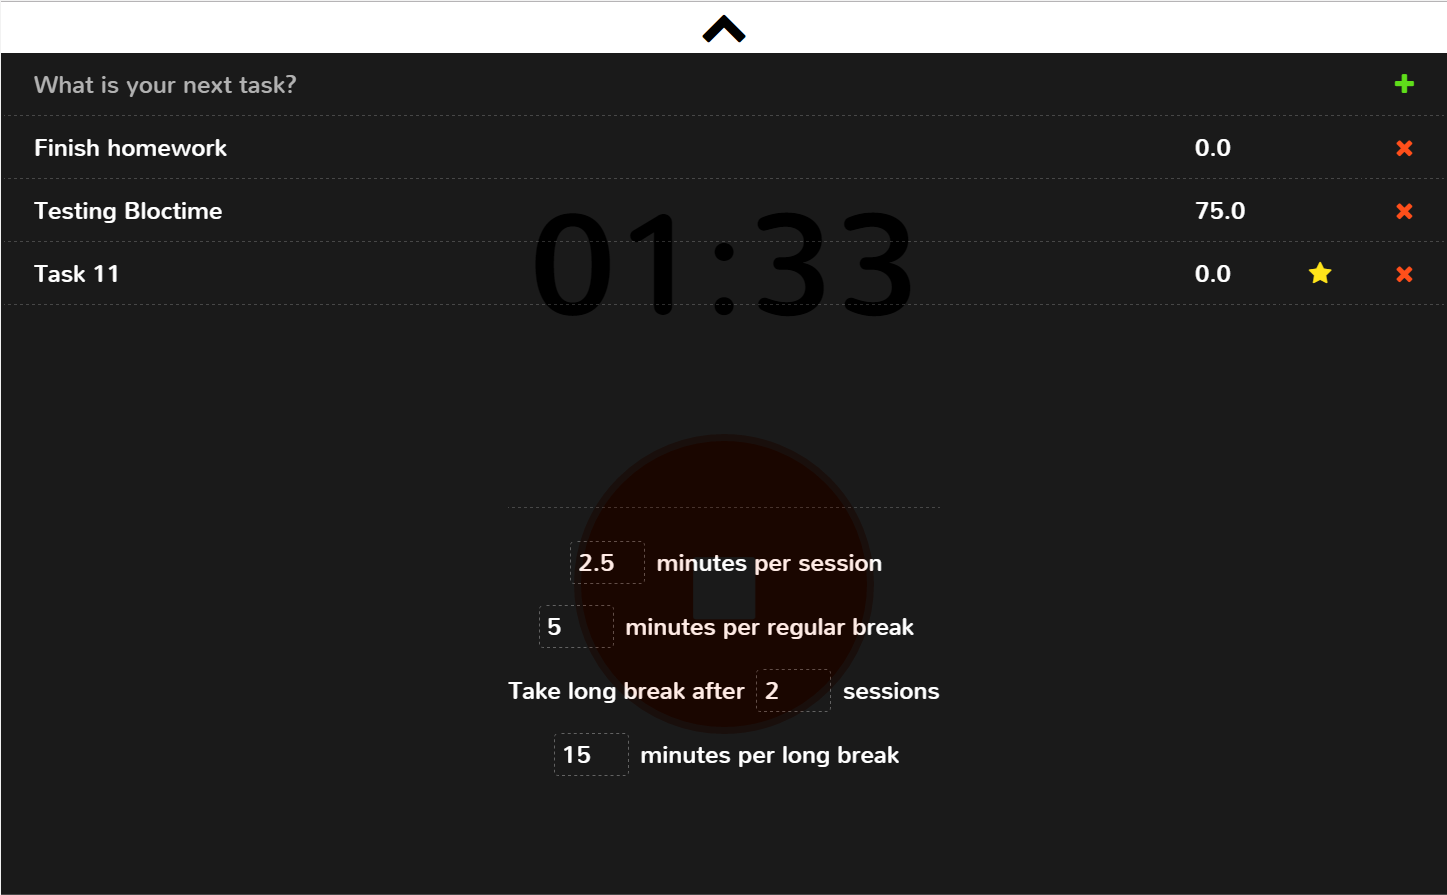 What is your next task?
Finish homework 0.0
Testing Bloctime 75.0
01:33
Task 11 0.0
2.5 minutes per session
5 minutes per regular break
Take long break after 2 sessions
15 minutes per long break